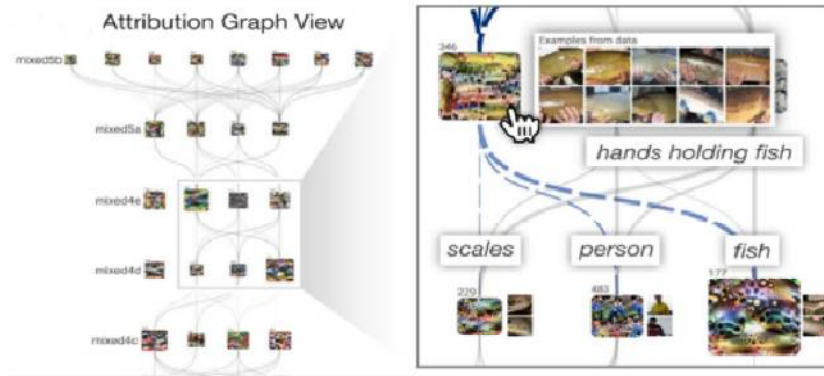 Attribution Graph View
mixed5b
mixed5a
mixed4e
mixed4d
mixed4c
346
Examples from data
hands holding fish
scales
person
fish
229
483
177